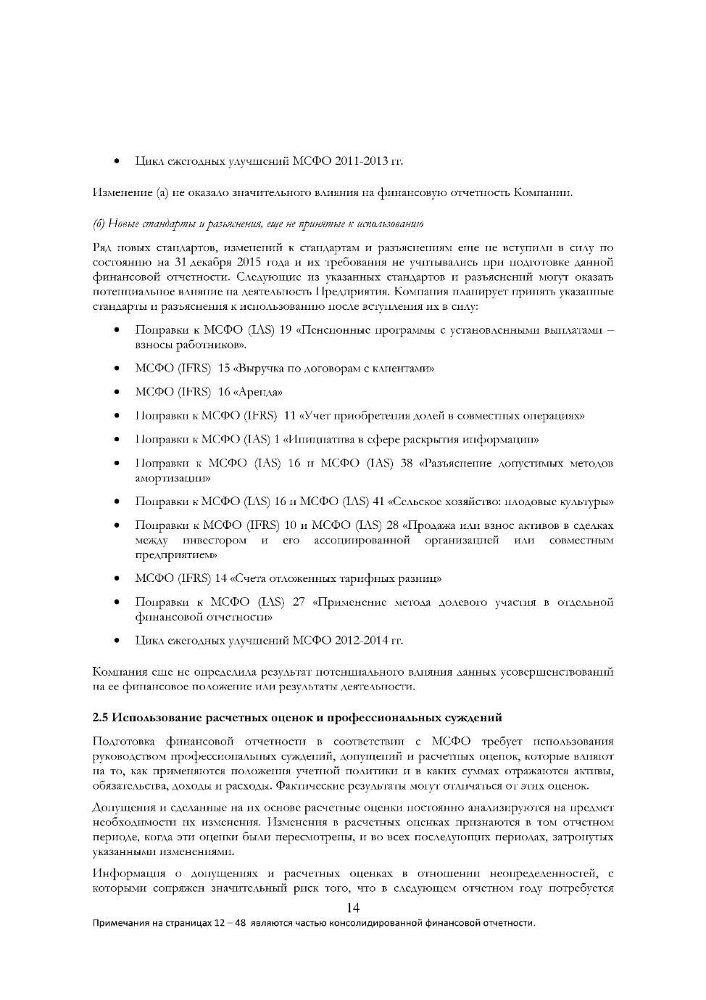 • Цикл ежегодных улучшений МСФО 2011-2013 гг.
Изменение (а) не оказало значительного влияния на финансовую отчетность Компании.
(б) Новые стандарты и разъяснения, еще не принятые к использованию
Ряд новых стандартов, изменений к стандартам и разъяснениям еще не вступили в силу по
состоянию на 31 декабря 2015 года и их требования не учитывались при подготовке данной
финансовой отчетности. Следующие из указанных стандартов и разъяснений могут оказать
потенциальное влияние на деятельность Предприятия. Компания планирует принять указанные
стандарты и разъяснения к использованию после вступления их в силу:
• Поправки к МСФО (IAS) 19 «Пенсионные программы с установленными выплатами –
взносы работников».
• МСФО (IFRS) 15 «Выручка по договорам с клиентами»
• МСФО (IFRS) 16 «Аренда»
• Поправки к МСФО (IFRS) 11 «Учет приобретения долей в совместных операциях»
• Поправки к МСФО (IAS) 1 «Инициатива в сфере раскрытия информации»
• Поправки к МСФО (IAS) 16 и МСФО (IAS) 38 «Разъяснение допустимых методов
амортизации»
• Поправки к МСФО (IAS) 16 и МСФО (IAS) 41 «Сельское хозяйство: плодовые культуры»
• Поправки к МСФО (IFRS) 10 и МСФО (IAS) 28 «Продажа или взнос активов в сделках
между инвестором и его ассоциированной организацией или совместным
предприятием»
• МСФО (IFRS) 14 «Счета отложенных тарифных разниц»
• Поправки к МСФО (IAS) 27 «Применение метода долевого участия в отдельной
финансовой отчетности»
• Цикл ежегодных улучшений МСФО 2012-2014 гг.
Компания еще не определила результат потенциального влияния данных усовершенствований
на ее финансовое положение или результаты деятельности.
2.5 Использование расчетных оценок и профессиональных суждений
Подготовка финансовой отчетности в соответствии с МСФО требует использования
руководством профессиональных суждений, допущений и расчетных оценок, которые влияют
на то, как применяются положения учетной политики и в каких суммах отражаются активы,
обязательства, доходы и расходы. Фактические результаты могут отличаться от этих оценок.
Допущения и сделанные на их основе расчетные оценки постоянно анализируются на предмет
необходимости их изменения. Изменения в расчетных оценках признаются в том отчетном
периоде, когда эти оценки были пересмотрены, и во всех последующих периодах, затронутых
указанными изменениями.
Информация о допущениях и расчетных оценках в отношении неопределенностей, с
которыми сопряжен значительный риск того, что в следующем отчетном году потребуется
14
Примечания на страницах 12 – 48 являются частью консолидированной финансовой отчетности.